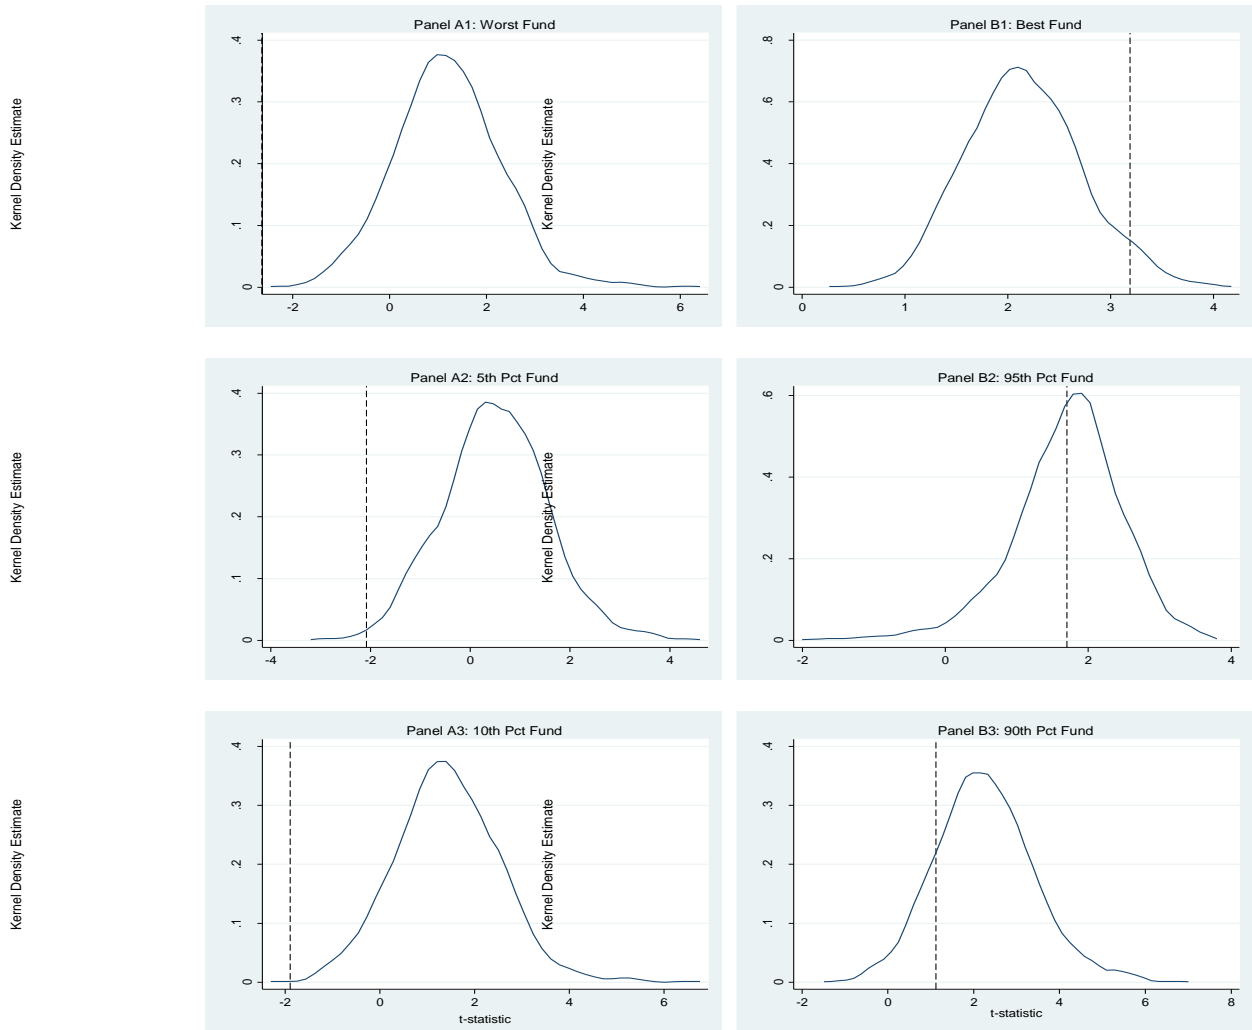 Panel A1: Worst Fund
Kernel Density Estimate
.4
.3
.2
.1
0
-2 0 2 4 6
Panel B1: Best Fund
Kernel Density Estimate
.8
.6
.4
.2
0
0 1 2 3 4
Panel A2: 5th Pct Fund
Kernel Density Estimate
.4
.3
.2
.1
0
-4 -2 0 2 4
Panel B2: 95th Pct Fund
Kernel Density Estimate
.6
.4
.2
0
-2 0 2 4
Panel A3: 10th Pct Fund
Kernel Density Estimate
.4
.3
.2
.1
0
-2 0 2 4 6 8
t-statistic
Panel B3: 90th Pct Fund
Kernel Density Estimate
.4
.3
.2
.1
0
-2 0 2 4 6 8
t-statistic